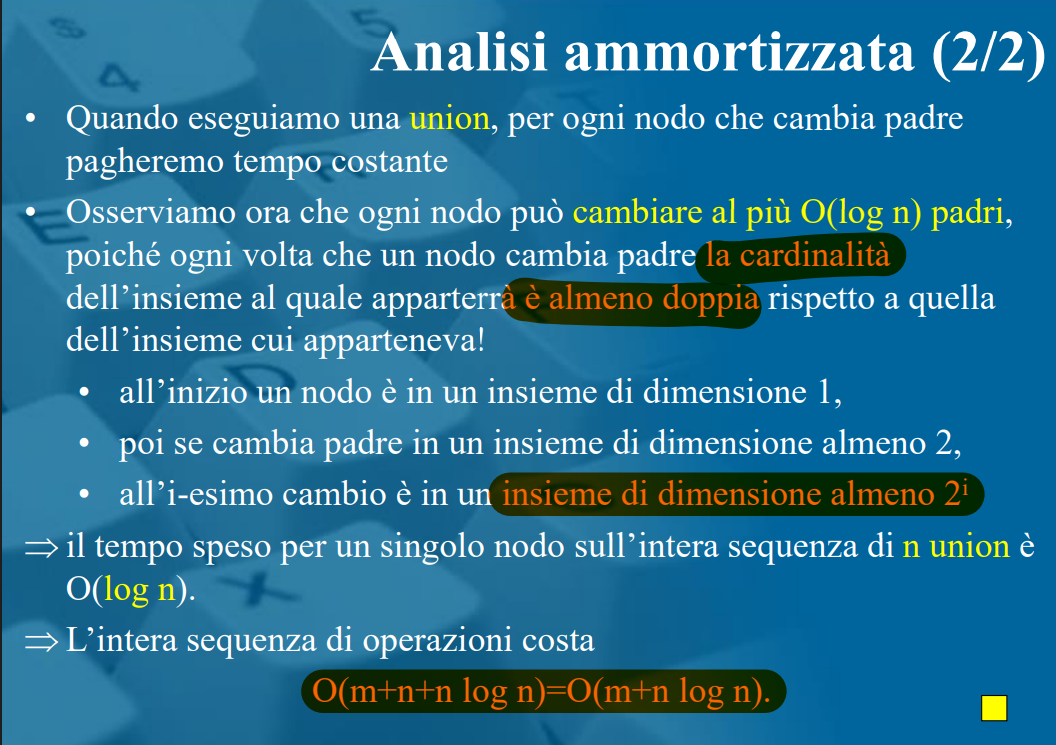 Analisi ammortizzata (2/2)
• Quando eseguiamo una union, per ogni nodo che cambia padre
pagheremo tempo costante
• Osserviamo ora che ogni nodo può cambiare al più O(log n) padri,
poiché ogni volta che un nodo cambia padre la cardinalità
dell’insieme al quale apparterrà è almeno doppia rispetto a quella
dell’insieme cui apparteneva!
• all’inizio un nodo è in un insieme di dimensione 1,
• poi se cambia padre in un insieme di dimensione almeno 2,
• all’i-esimo cambio è in un insieme di dimensione almeno 2ⁱ
⇒ il tempo speso per un singolo nodo sull’intera sequenza di n union è
O(log n).
⇒ L’intera sequenza di operazioni costa
O(m+n+n log n)=O(m+n log n).